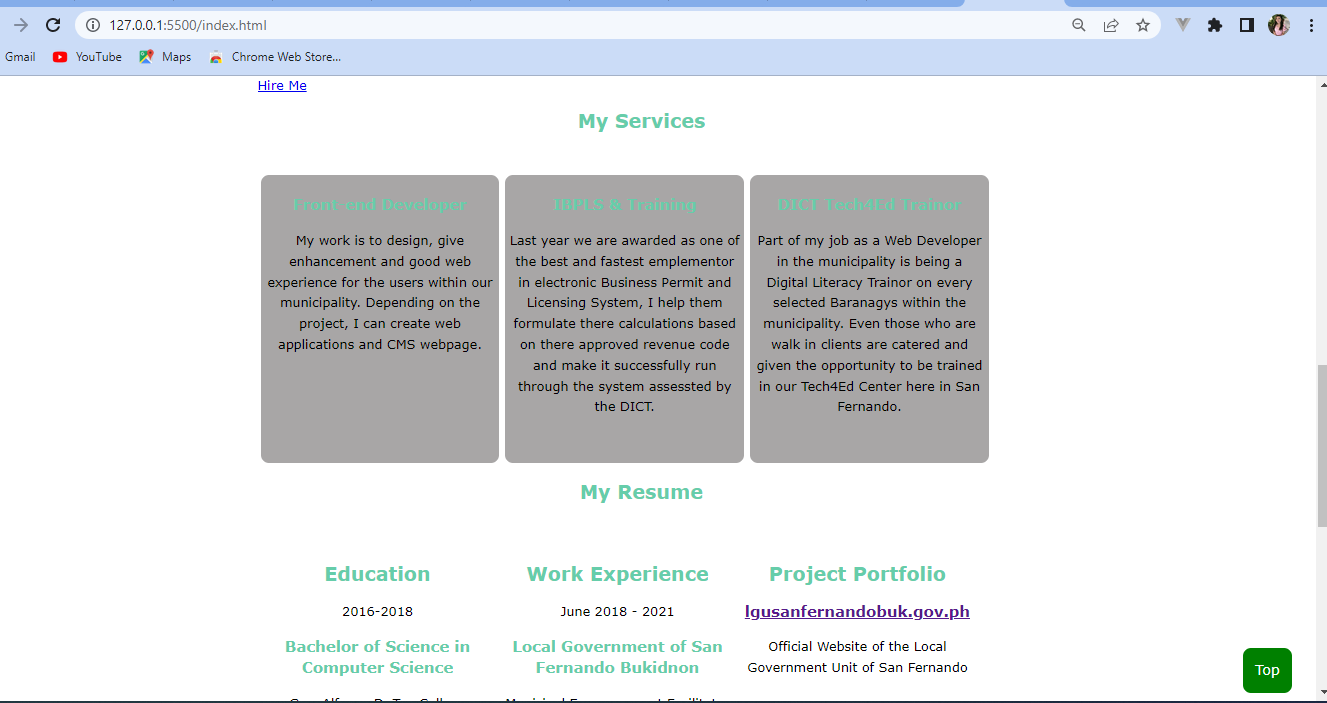 127.0.0.1:5500/index.html
Gmail YouTube Maps Chrome Web Store...
Hire Me
My Services
Front-end Developer
My work is to design, give
enhancement and good web
experience for the users within our
municipality. Depending on the
project, I can create web
applications and CMS webpage.
IBPLS & Training
Last year we are awarded as one of
the best and fastest emplementor
in electronic Business Permit and
Licensing System, I help them
formulate there calculations based
on there approved revenue code
and make it successfully run
through the system assessted by
the DICT.
DICT Tech4Ed Trainor
Part of my job as a Web Developer
in the municipality is being a
Digital Literacy Trainor on every
selected Baranagys within the
municipality. Even those who are
walk in clients are catered and
given the opportunity to be trained
in our Tech4Ed Center here in San
Fernando.
My Resume
Education
2016-2018
Bachelor of Science in
Computer Science
Work Experience
June 2018 - 2021
Local Government of San
Fernando Bukidnon
Project Portfolio
lgusanfernandobuk.gov.ph
Official Website of the Local
Government Unit of San Fernando
Top